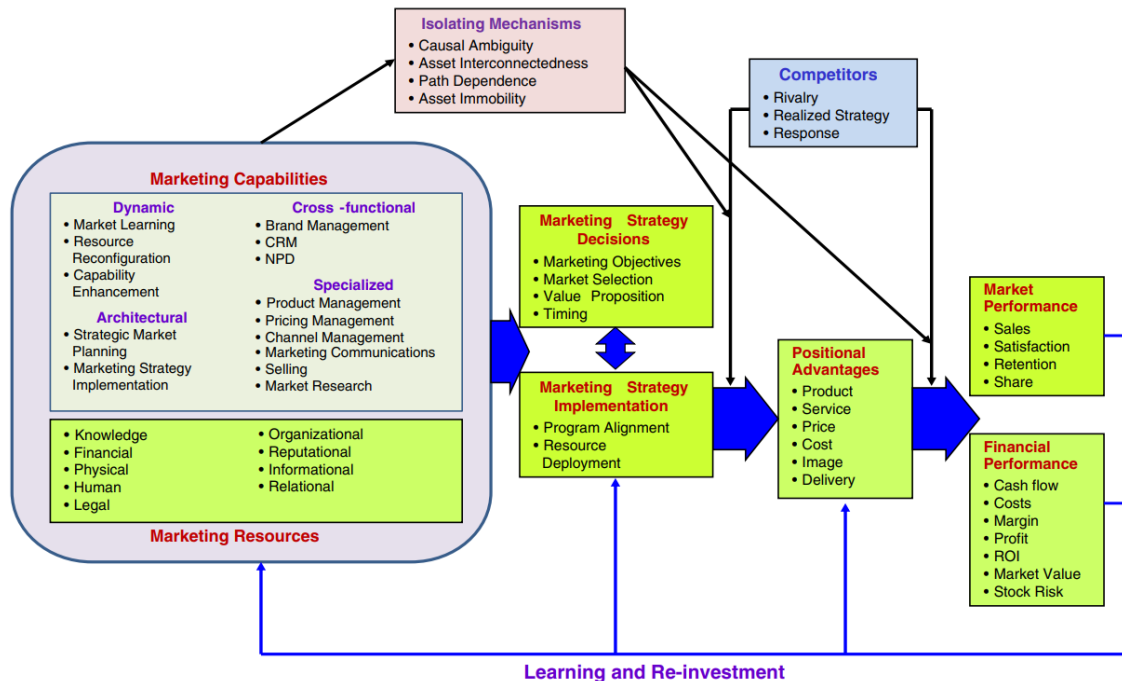 Isolating Mechanisms
• Causal Ambiguity
• Asset Interconnectedness
• Path Dependence
• Asset Immobility
Competitors
• Rivalry
• Realized Strategy
• Response
Marketing Capabilities
Dynamic
• Market Learning
• Resource
Reconfiguration
• Capability
Enhancement
Architectural
• Strategic Market
Planning
• Marketing Strategy
Implementation
Cross -functional
• Brand Management
• CRM
• NPD
Specialized
• Product Management
• Pricing Management
• Channel Management
• Marketing Communications
• Selling
• Market Research
• Knowledge
• Financial
• Physical
• Human
• Legal
• Organizational
• Reputational
• Informational
• Relational
Marketing Resources
Marketing Strategy
Decisions
• Marketing Objectives
• Market Selection
• Value Proposition
• Timing
Marketing Strategy
Implementation
• Program Alignment
• Resource
Deployment
Positional
Advantages
• Product
• Service
• Price
• Cost
• Image
• Delivery
Market
Performance
• Sales
• Satisfaction
• Retention
• Share
Financial
Performance
• Cash flow
• Costs
• Margin
• Profit
• ROI
• Market Value
• Stock Risk
Learning and Re-investment